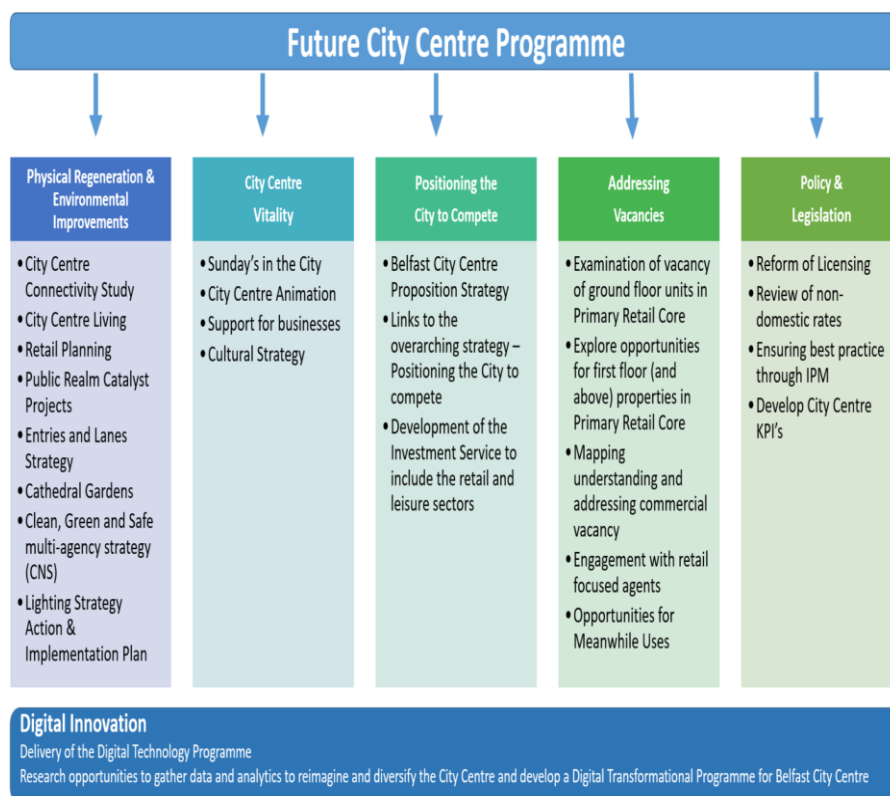 Future City Centre Programme
Physical Regeneration &
Environmental
Improvements
• City Centre
Connectivity Study
• City Centre Living
• Retail Planning
• Public Realm Catalyst
Projects
• Entries and Lanes
Strategy
• Cathedral Gardens
• Clean, Green and Safe
multi-agency strategy
(CNS)
• Lighting Strategy
Action &
Implementation Plan
City Centre
Vitality
• Sunday's in the City
• City Centre Animation
• Support for businesses
• Cultural Strategy
Positioning the
City to Compete
• Belfast City Centre
Proposition Strategy
• Links to the
overarching strategy –
Positioning the City to
compete
• Development of the
Investment Service to
include the retail and
leisure sectors
Addressing
Vacancies
• Examination of vacancy
of ground floor units in
Primary Retail Core
• Explore opportunities
for first floor (and
above) properties in
Primary Retail Core
• Mapping
understanding and
addressing commercial
vacancy
• Engagement with retail
focused agents
• Opportunities for
Meanwhile Uses
Policy &
Legislation
• Reform of Licensing
• Review of non-
domestic rates
• Ensuring best practice
through IPM
• Develop City Centre
KPI's
Digital Innovation
Delivery of the Digital Technology Programme
Research opportunities to gather data and analytics to reimagine and diversify the City Centre and develop a Digital Transformational Programme for Belfast City Centre